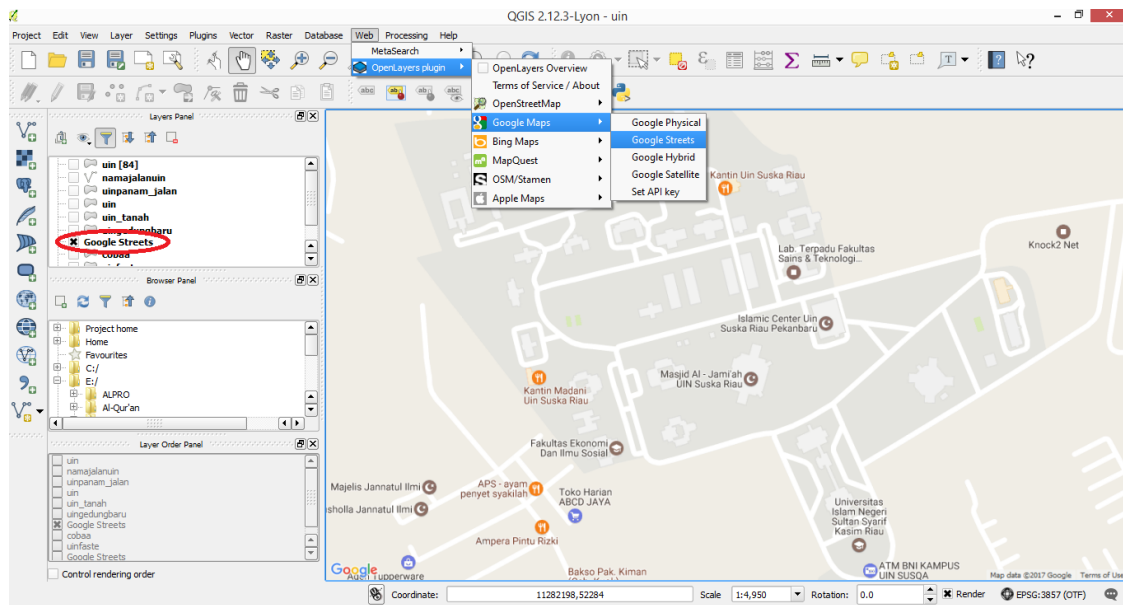 QGIS 2.12.3-Lyon - uin
Project Edit View Layer Settings Plugins Vector Raster Database Web Processing Help
MetaSearch
OpenLayers plugin
OpenLayers Overview
Terms of Service / About
OpenStreetMap
Google Maps
Bing Maps
MapQuest
OSM/Stamen
Apple Maps
Google Physical
Google Streets
Google Hybrid
Google Satellite
Set API key
Layers Panel
uin [84]
namajalanuin
uinpanam_jalan
uin
uin_tanah
uingedungbaru
Google Streets
cobaa
Browser Panel
Project home
Home
Favourites
C:/
E:/
ALPRO
Al-Qur'an
Layer Order Panel
uin
namajalanuin
uinpanam_jalan
uin
uin_tanah
uingedungbaru
Google Streets
cobaa
uinfaste
Google Streets
Control rendering order
Kantin Uin Suska Riau
Knock2 Net
Lab. Terpadu Fakultas
Sains & Teknologi...
Islamic Center Uin
Suska Riau Pekanbaru
Masjid Al - Jami'ah
UIN Suska Riau
Kantin Madani
Uin Suska Riau
Fakultas Ekonomi
Dan Ilmu Sosial
Majelis Jannatul Ilmi
APS - ayam
penyet syakilah
Toko Harian
ABCD JAYA
sholla Jannatul Ilmi
Ampera Pintu Rizki
Universitas
Islam Negeri
Sultan Syarif
Kasim Riau
Google
Tupperware
Bakso Pak. Kiman
ATM BNI KAMPUS
UIN SUSQA
Map data ©2017 Google Terms of Use
Coordinate: 11282198,52284 Scale 1:4,950 Rotation: 0.0 Render EPSG:3857 (OTF)